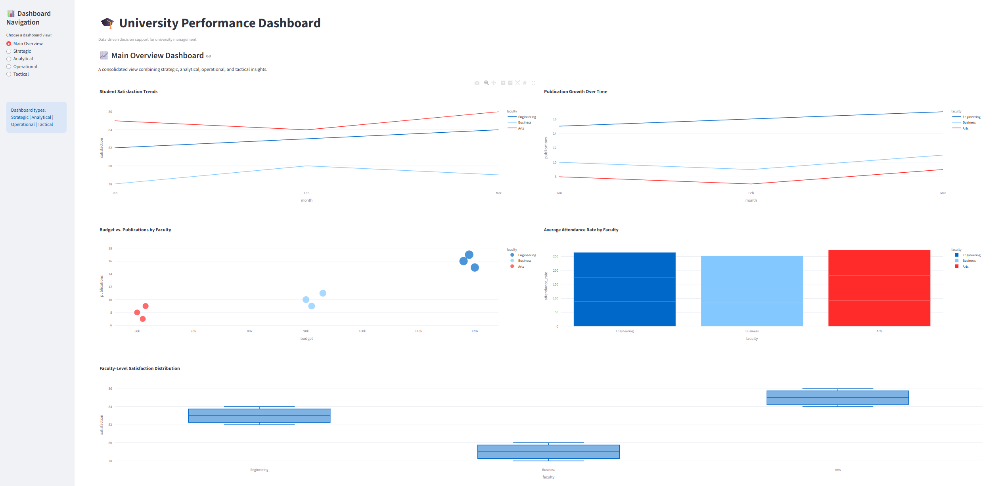 Dashboard
Navigation
Choose a dashboard view:
Main Overview
Strategic
Analytical
Operational
Tactical
Dashboard types:
Strategic | Analytical |
Operational | Tactical
University Performance Dashboard
Data-driven decision support for university management
Main Overview Dashboard
A consolidated view combining strategic, analytical, operational, and tactical insights.
Student Satisfaction Trends
satisfaction
86
84
82
80
78
Jan Feb Mar
month
faculty
Engineering
Business
Arts
Publication Growth Over Time
publications
16
14
12
10
8
Jan Feb Mar
month
faculty
Engineering
Business
Arts
Budget vs. Publications by Faculty
publications
18
16
14
12
10
8
6
60k 70k 80k 90k 100k 110k 120k
budget
faculty
Engineering
Business
Arts
Average Attendance Rate by Faculty
attendance_rate
250
200
150
100
50
0
Engineering Business Arts
faculty
faculty
Engineering
Business
Arts
Faculty-Level Satisfaction Distribution
satisfaction
86
84
82
80
78
Engineering Business Arts
faculty